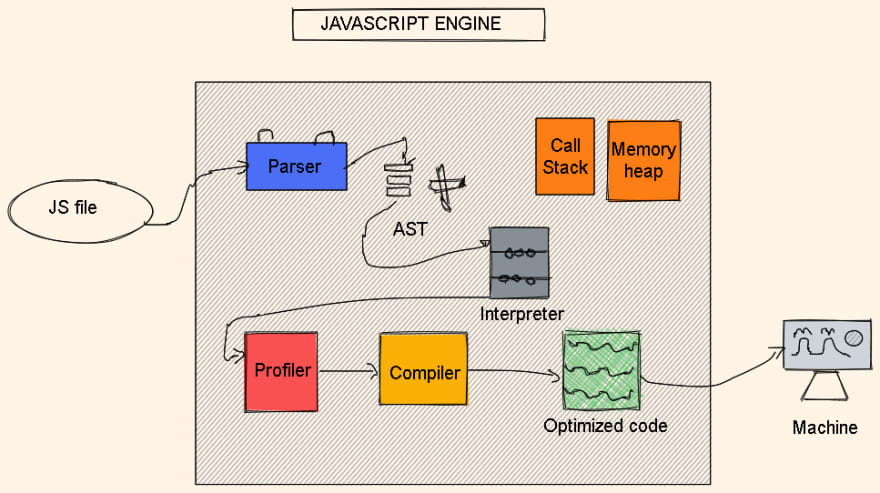 JAVASCRIPT ENGINE
Parser
Call
Stack
Memory
heap
JS file
AST
Interpreter
Profiler
Compiler
Optimized code
Machine